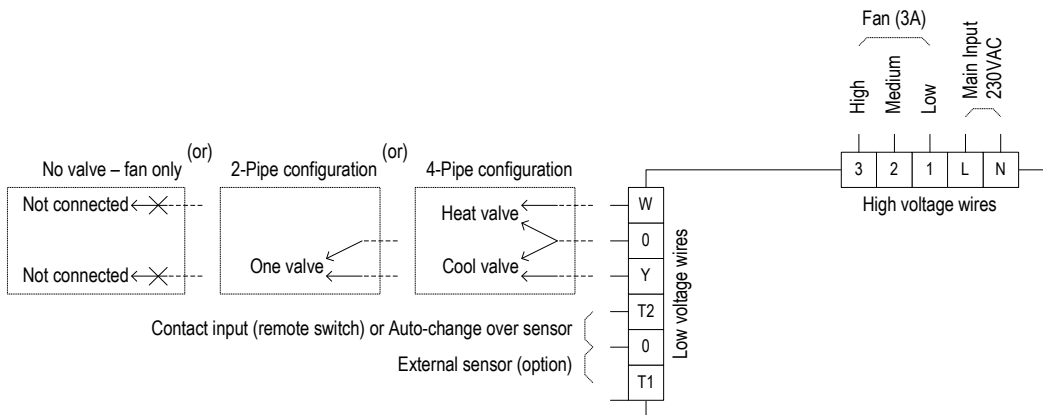 Fan (3A)
High
Medium
Low
Main Input
230VAC
3 2 1 L N
High voltage wires
No valve – fan only
(or)
2-Pipe configuration
(or)
4-Pipe configuration
Not connected
Not connected
One valve
Heat valve
Cool valve
W
0
Y
T2
0
T1
Low voltage wires
Contact input (remote switch) or Auto-change over sensor
External sensor (option)